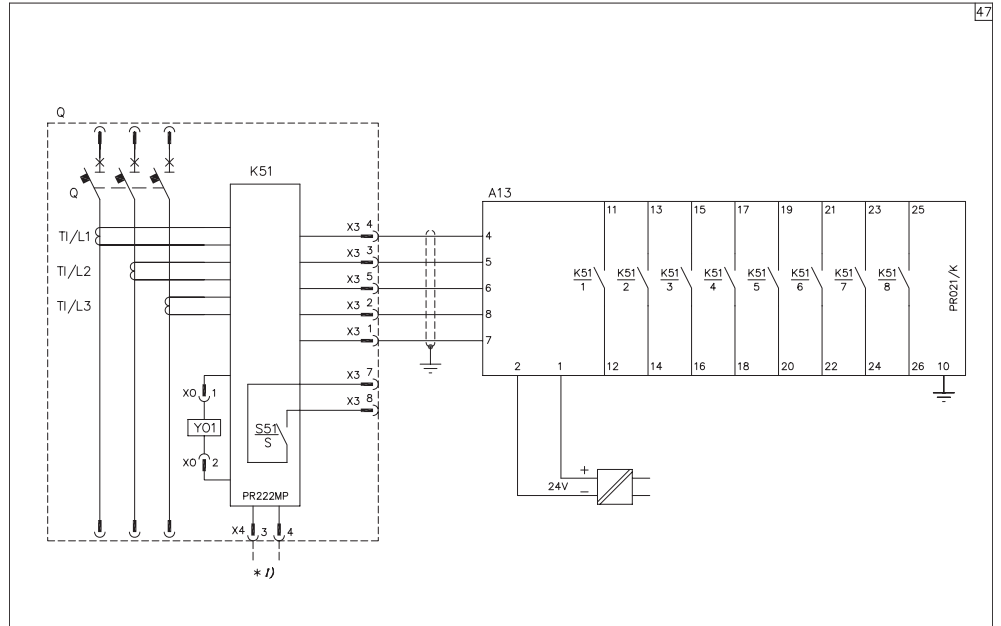 47
Q
K51
Q
A13
11 13 15 17 19 21 23 25
TI/L1
X3 4
4
X3 3
5
TI/L2
K51 K51 K51 K51 K51 K51 K51 K51
1 2 3 4 5 6 7 8
X3 5
6
PR021/K
TI/L3
X3 2
8
X3 1
7
2 1 12 14 16 18 20 22 24 26 10
X3 7
XO 1
X3 8
YO1
S51
S
XO 2
+
24V
−
PR222MP
X4 3 4
* 1)